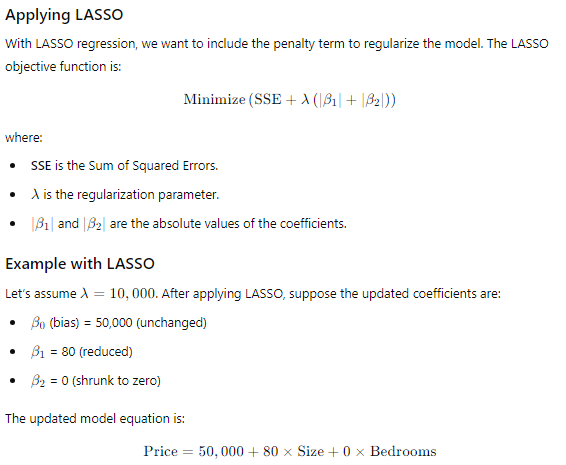 Applying LASSO
With LASSO regression, we want to include the penalty term to regularize the model. The LASSO
objective function is:
Minimize (SSE + λ (|β₁| + |β₂|))
where:
• SSE is the Sum of Squared Errors.
• λ is the regularization parameter.
• |β₁| and |β₂| are the absolute values of the coefficients.
Example with LASSO
Let's assume λ = 10,000. After applying LASSO, suppose the updated coefficients are:
• β₀ (bias) = 50,000 (unchanged)
• β₁ = 80 (reduced)
• β₂ = 0 (shrunk to zero)
The updated model equation is:
Price = 50,000 + 80 × Size + 0 × Bedrooms